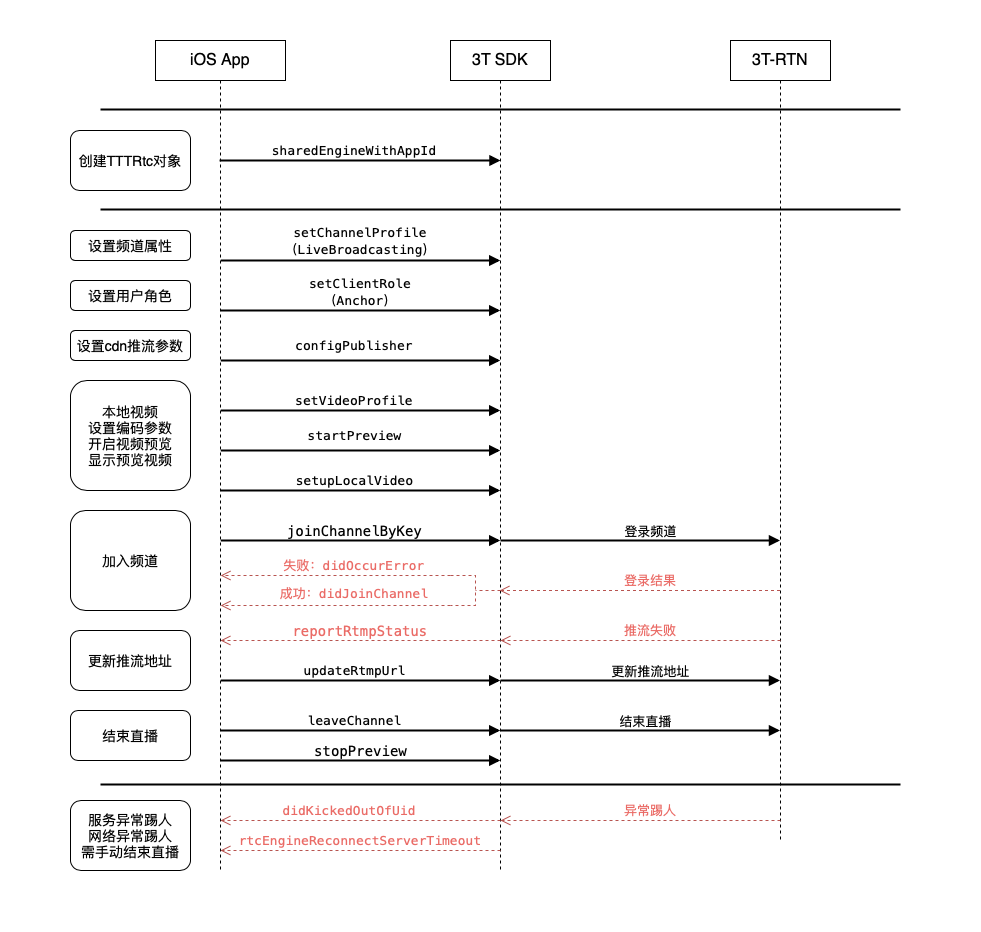 iOS App
3T SDK
3T-RTN
创建TTTRtc对象
sharedEngineWithAppId
设置频道属性
setChannelProfile
(LiveBroadcasting)
设置用户角色
setClientRole
(Anchor)
设置cdn推流参数
configPublisher
本地视频
设置编码参数
开启视频预览
显示预览视频
setVideoProfile
startPreview
setupLocalVideo
加入频道
joinChannelByKey
登录频道
失败: didOccurError
登录结果
成功: didJoinChannel
更新推流地址
reportRtmpStatus
推流失败
updateRtmpUrl
更新推流地址
结束直播
leaveChannel
结束直播
stopPreview
服务异常踢人
网络异常踢人
需手动结束直播
didKickedOutOfUid
异常踢人
rtcEngineReconnectServerTimeout